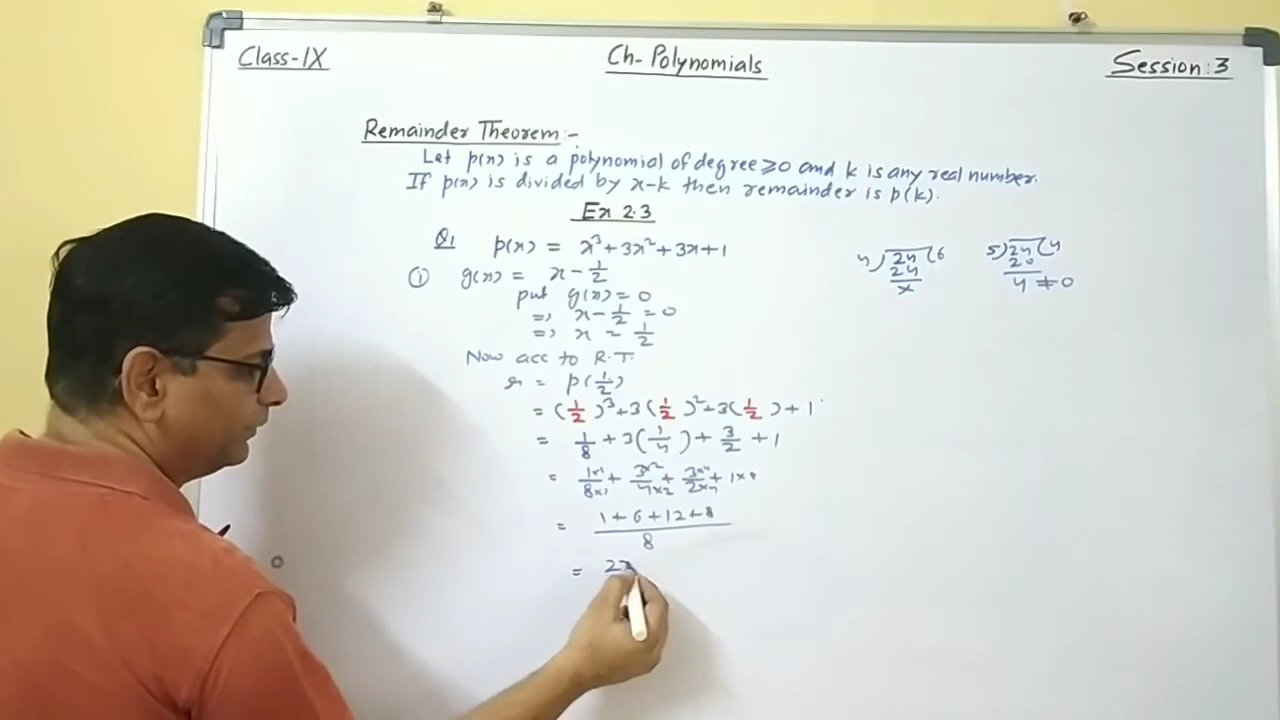 Class-IX Ch-Polynomials Session:3
Remainder Theorem:-
Let p(x) is a polynomial of degree ≥0 and k is any real number.
If p(x) is divided by x-k then remainder is p(k).
Ex 2.3
Q1 p(x) = x³+3x²+3x+1
① g(x) = x-1/2
put g(x)=0
=> x-1/2=0
=> x = 1/2
Now acc to R.T.
r = p(1/2)
= (1/2)³+3(1/2)²+3(1/2)+1
= 1/8+3(1/4)+3/2+1
= 1×1/8×1+3×2/4×2+3×4/2×4+1×8
= 1+6+12+8/8
= 27
4)24(6
24
x
5)24(4
20
4≠0